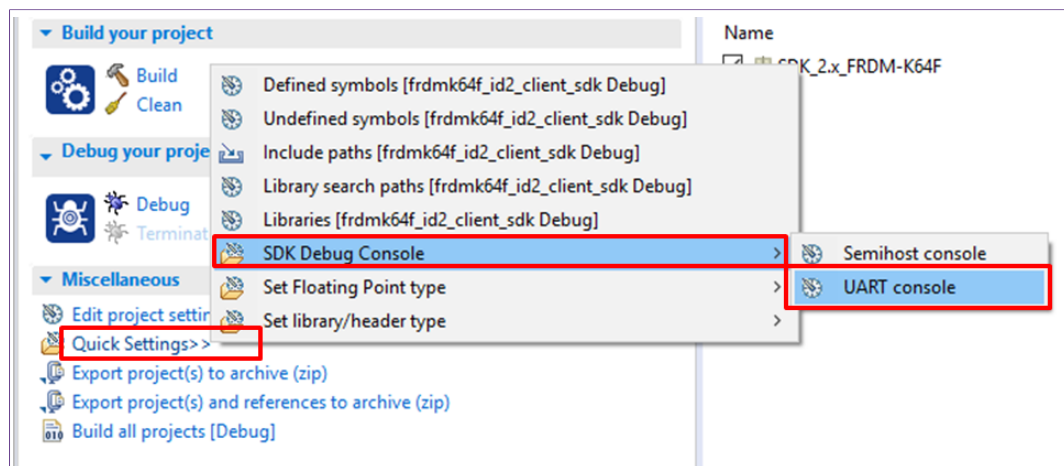 Build your project
Build
Clean
Debug your proje
Debug
Terminat
Miscellaneous
Edit project settin
Quick Settings>>
Export project(s) to archive (zip)
Export project(s) and references to archive (zip)
Build all projects [Debug]
Defined symbols [frdmk64f_id2_client_sdk Debug]
Undefined symbols [frdmk64f_id2_client_sdk Debug]
Include paths [frdmk64f_id2_client_sdk Debug]
Library search paths [frdmk64f_id2_client_sdk Debug]
Libraries [frdmk64f_id2_client_sdk Debug]
SDK Debug Console
Set Floating Point type
Set library/header type
Semihost console
UART console
Name
SDK_2.x_FRDM-K64F